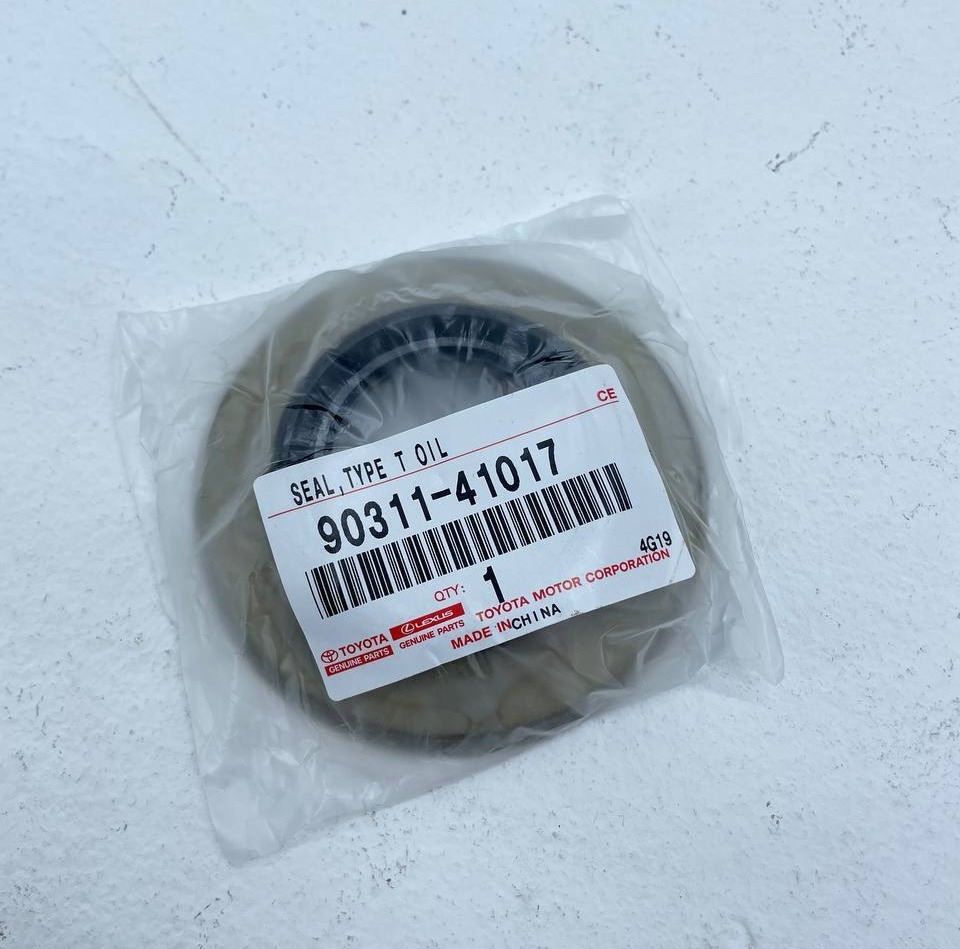 CE
SEAL,TYPE T OIL
90311-41017
QTY: 1
4G19
TOYOTA
GENUINE PARTS
LEXUS
GENUINE PARTS
TOYOTA MOTOR CORPORATION
MADE IN CHINA